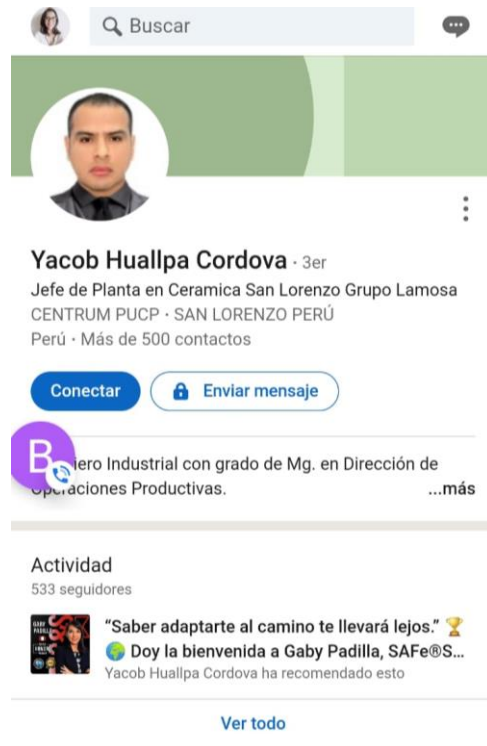 Buscar
Yacob Huallpa Cordova · 3er
Jefe de Planta en Ceramica San Lorenzo Grupo Lamosa
CENTRUM PUCP · SAN LORENZO PERÚ
Perú · Más de 500 contactos
Conectar
Enviar mensaje
B
iero Industrial con grado de Mg. en Dirección de
Operaciones Productivas.
...más
Actividad
533 seguidores
GABY
PADILLA
“Saber adaptarte al camino te llevará lejos.” 🏆
🌍 Doy la bienvenida a Gaby Padilla, SAFe®S...
Yacob Huallpa Cordova ha recomendado esto
Ver todo